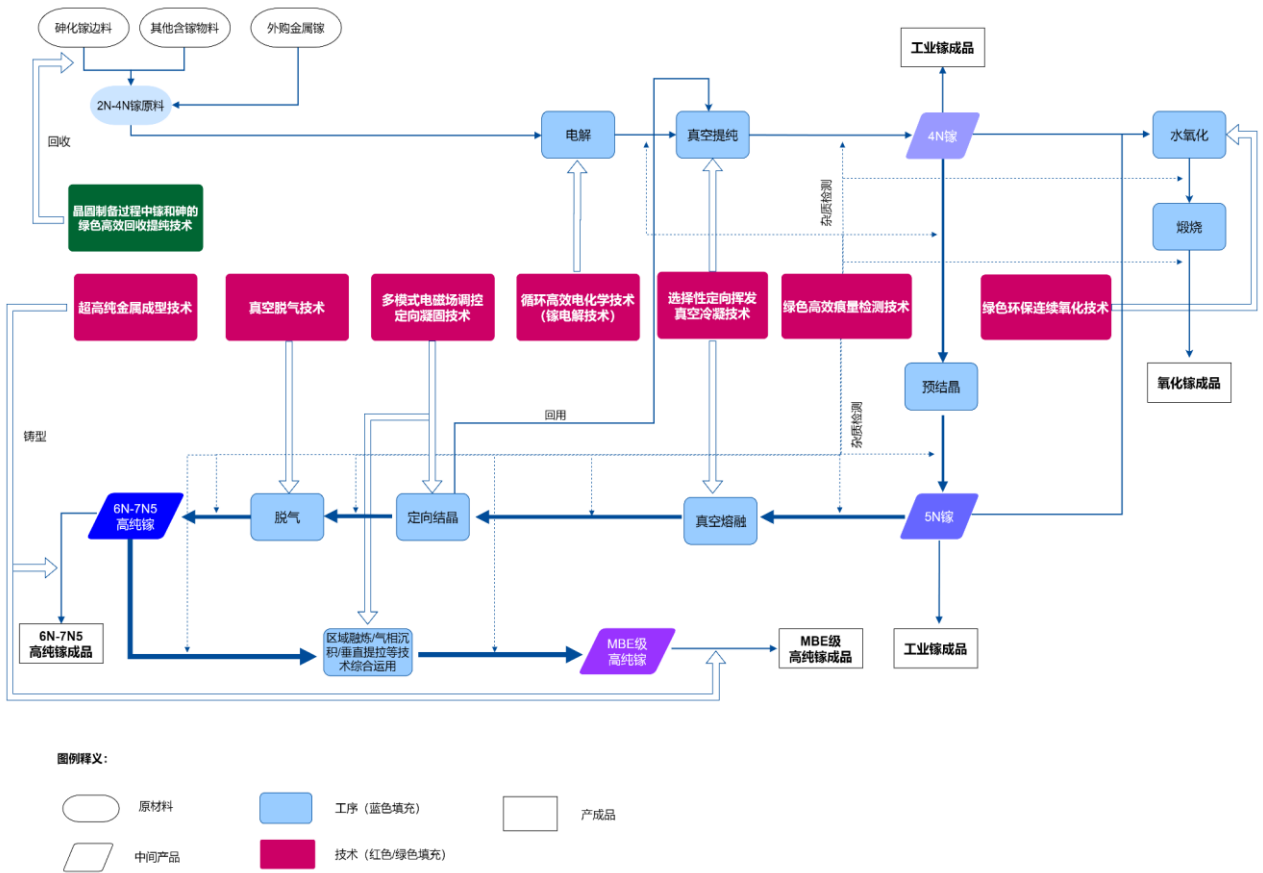 砷化镓边料
其他含镓物料
外购金属镓
工业镓成品
2N-4N镓原料
电解
真空提纯
4N镓
水氧化
回收
杂质检测
晶圆制备过程中镓和砷的
绿色高效回收提纯技术
煅烧
超高纯金属成型技术
真空脱气技术
多模式电磁场调控
定向凝固技术
循环高效电化学技术
（镓电解技术）
选择性定向挥发
真空冷凝技术
绿色高效痕量检测技术
绿色环保连续氧化技术
预结晶
氧化镓成品
回用
杂质检测
铸型
6N-7N5
高纯镓
脱气
定向结晶
真空熔融
5N镓
6N-7N5
高纯镓成品
区域融炼/气相沉
积/垂直提拉等技
术综合运用
MBE级
高纯镓
MBE级
高纯镓成品
工业镓成品
图例释义：
原材料
工序（蓝色填充）
产成品
中间产品
技术（红色/绿色填充）